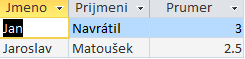 Jmeno Prijmeni Prumer
Jan Navrátil 3
Jaroslav Matoušek 2.5